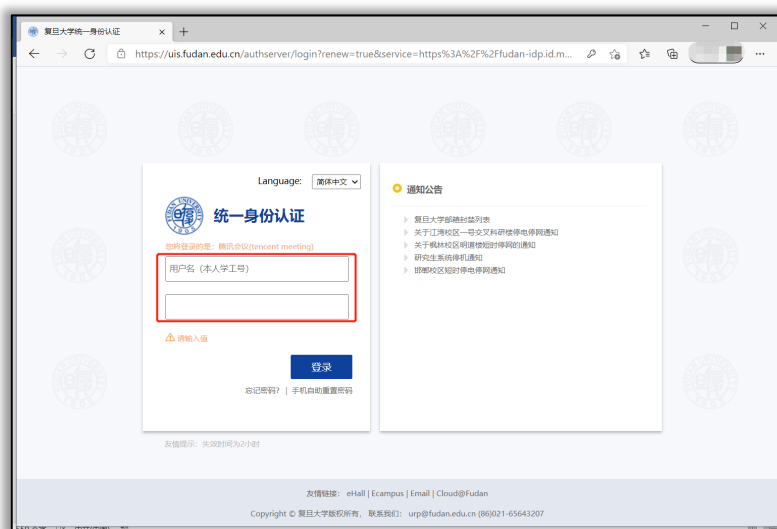 复旦大学统一身份认证
https://uis.fudan.edu.cn/authserver/login?renew=true&service=https%3A%2F%2Ffudan-idp.id.m...
Language: 简体中文
统一身份认证
您将登录的是：腾讯会议(tencent meeting)
用户名（本人学工号）
请输入值
登录
忘记密码？ | 手机自助重置密码
通知公告
复旦大学邮箱封禁列表
关于江湾校区一号交叉科研楼停电停网通知
关于枫林校区明道楼短时停网的通知
研究生系统停机通知
邯郸校区短时停电停网通知
友情提示：失效时间为2小时
友情链接： eHall | Ecampus | Email | Cloud@Fudan
Copyright © 复旦大学版权所有， 联系我们： urp@fudan.edu.cn (86)021-65643207